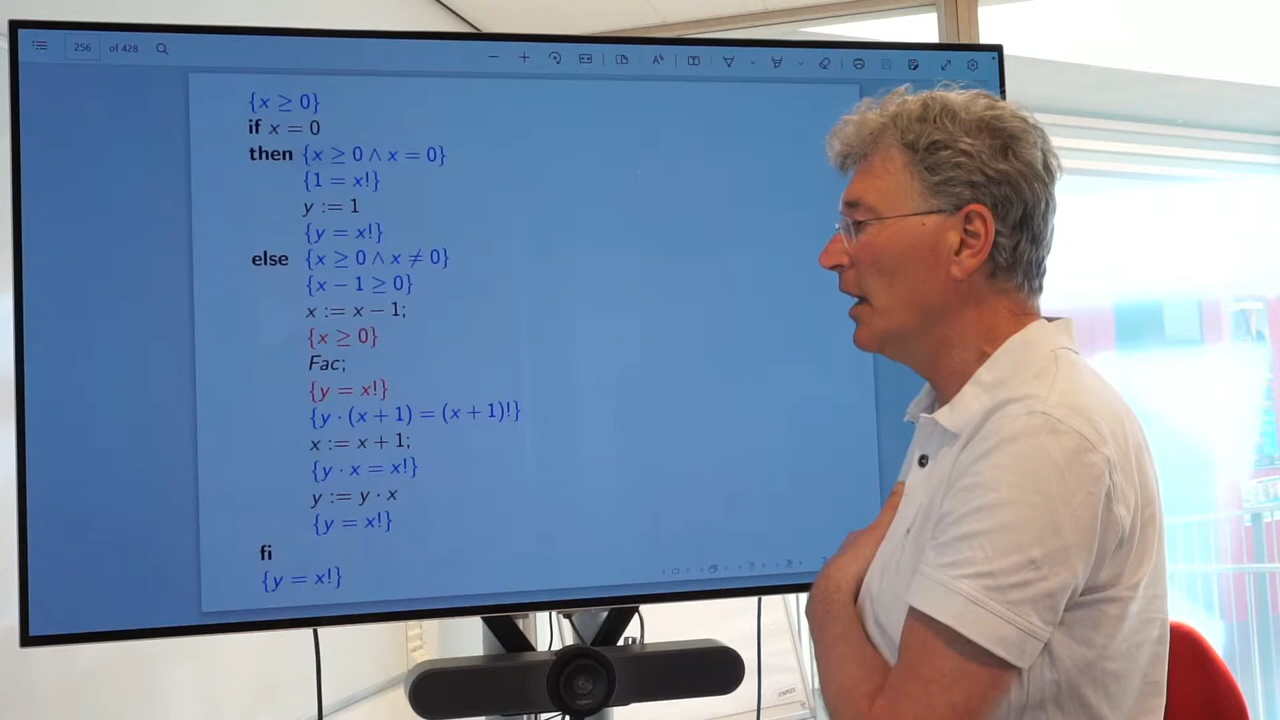 256 of 428
{x ≥ 0}
if x = 0
then {x ≥ 0 ∧ x = 0}
{1 = x!}
y := 1
{y = x!}
else {x ≥ 0 ∧ x ≠ 0}
{x − 1 ≥ 0}
x := x − 1;
{x ≥ 0}
Fac;
{y = x!}
{y · (x + 1) = (x + 1)!}
x := x + 1;
{y · x = x!}
y := y · x
{y = x!}
fi
{y = x!}
STAPLES